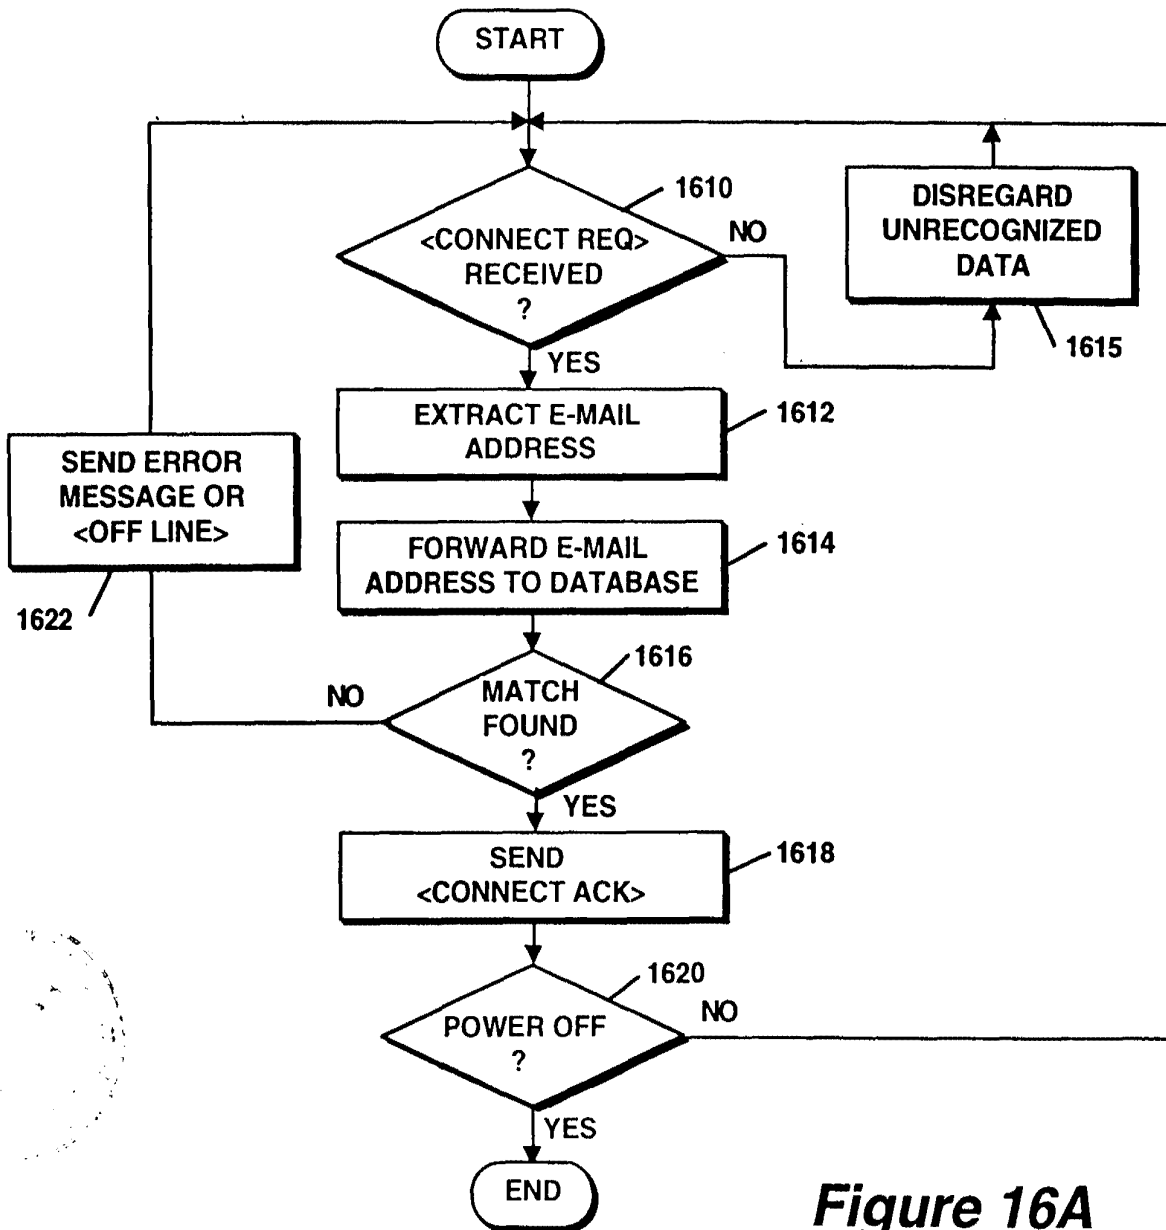 START
1610
<CONNECT REQ>
RECEIVED
?
NO
YES
DISREGARD
UNRECOGNIZED
DATA
1615
EXTRACT E-MAIL
ADDRESS
1612
SEND ERROR
MESSAGE OR
<OFF LINE>
1622
FORWARD E-MAIL
ADDRESS TO DATABASE
1614
1616
MATCH
FOUND
?
NO
YES
SEND
<CONNECT ACK>
1618
1620
POWER OFF
?
NO
YES
END
Figure 16A